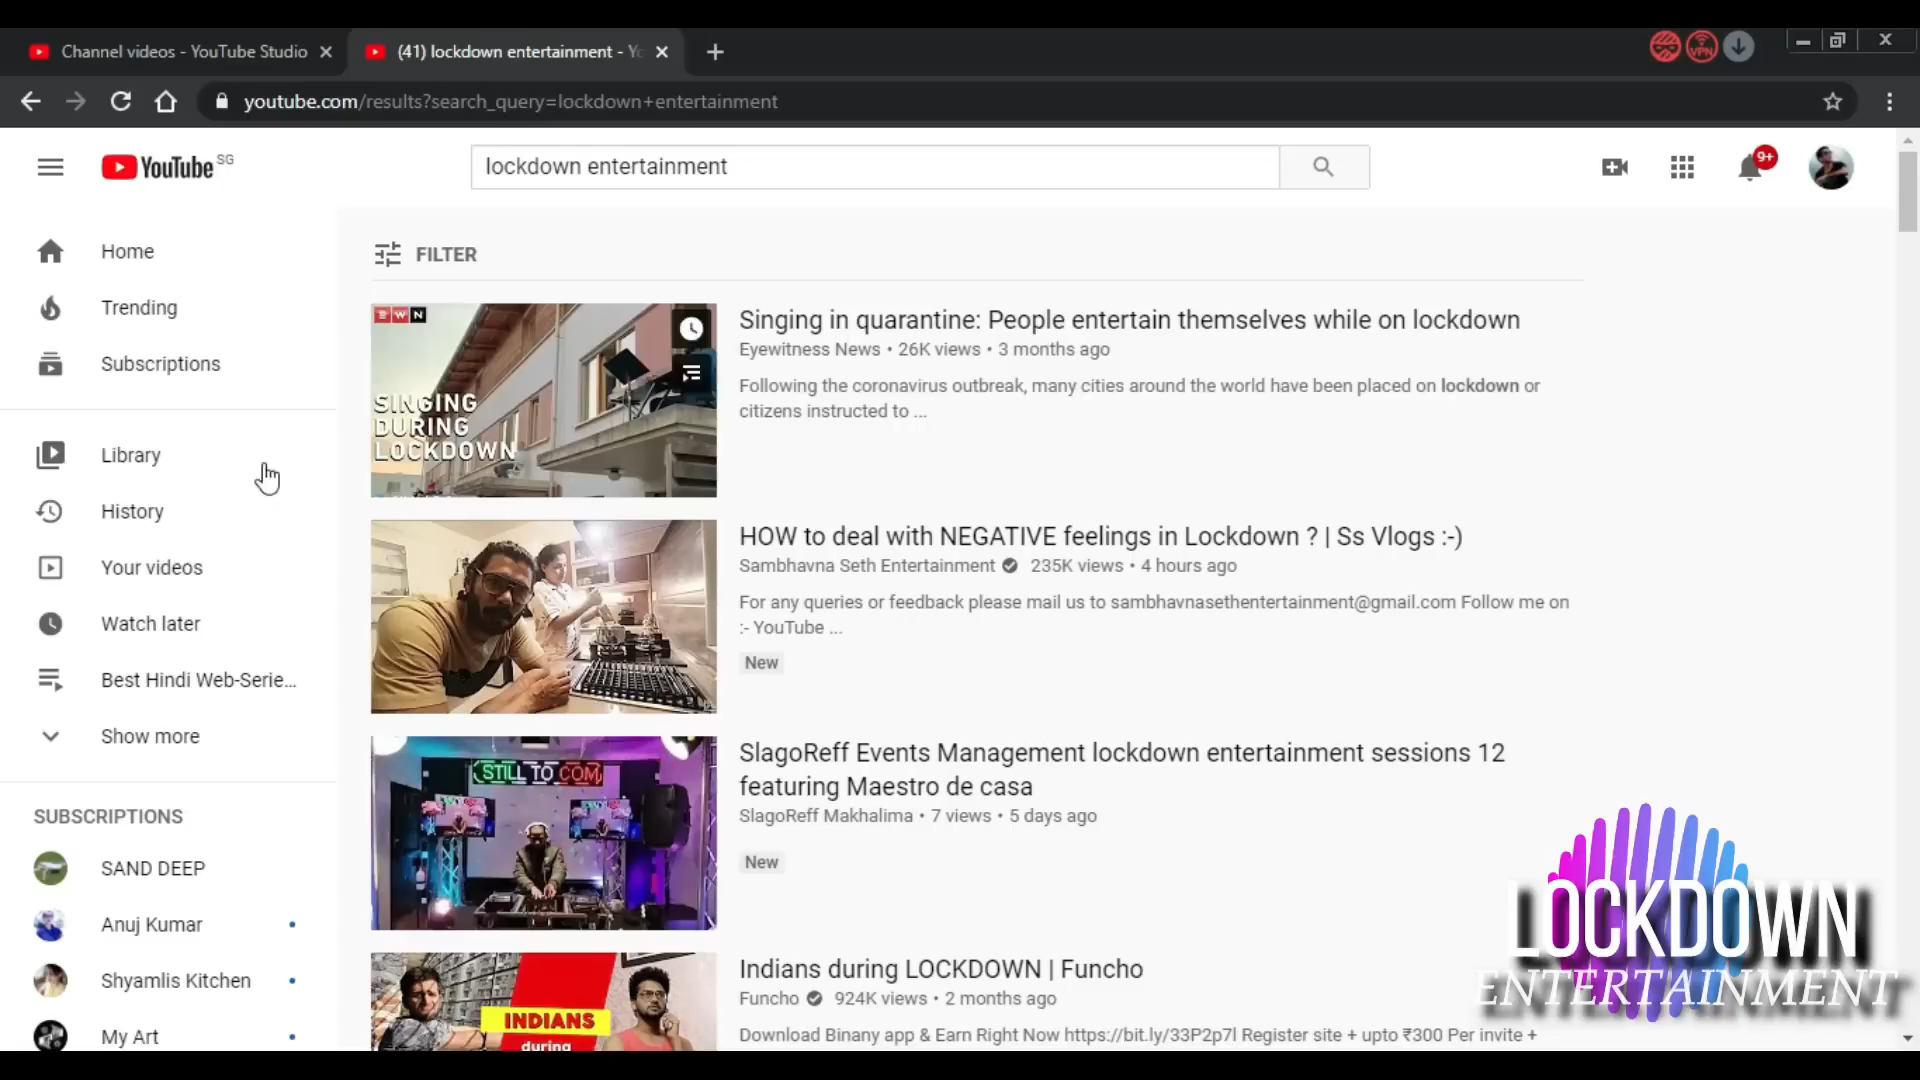 Channel videos - YouTube Studio
(41) lockdown entertainment - Yo
VPN
youtube.com/results?search_query=lockdown+entertainment
YouTube SG
lockdown entertainment
9+
Home
Trending
Subscriptions
Library
History
Your videos
Watch later
Best Hindi Web-Serie...
Show more
SUBSCRIPTIONS
SAND DEEP
Anuj Kumar
Shyamlis Kitchen
My Art
FILTER
EWN
SINGING
DURING
LOCKDOWN
Singing in quarantine: People entertain themselves while on lockdown
Eyewitness News • 26K views • 3 months ago
Following the coronavirus outbreak, many cities around the world have been placed on lockdown or
citizens instructed to ...
HOW to deal with NEGATIVE feelings in Lockdown ? | Ss Vlogs :-)
Sambhavna Seth Entertainment 235K views • 4 hours ago
For any queries or feedback please mail us to sambhavnasethentertainment@gmail.com Follow me on
:- YouTube ...
New
STILL TO COM
SlagoReff Events Management lockdown entertainment sessions 12
featuring Maestro de casa
SlagoReff Makhalima • 7 views • 5 days ago
New
INDIANS
during
Indians during LOCKDOWN | Funcho
Funcho 924K views • 2 months ago
Download Binany app & Earn Right Now https://bit.ly/33P2p7l Register site + upto ₹300 Per invite +
LOCKDOWN
ENTERTAINMENT